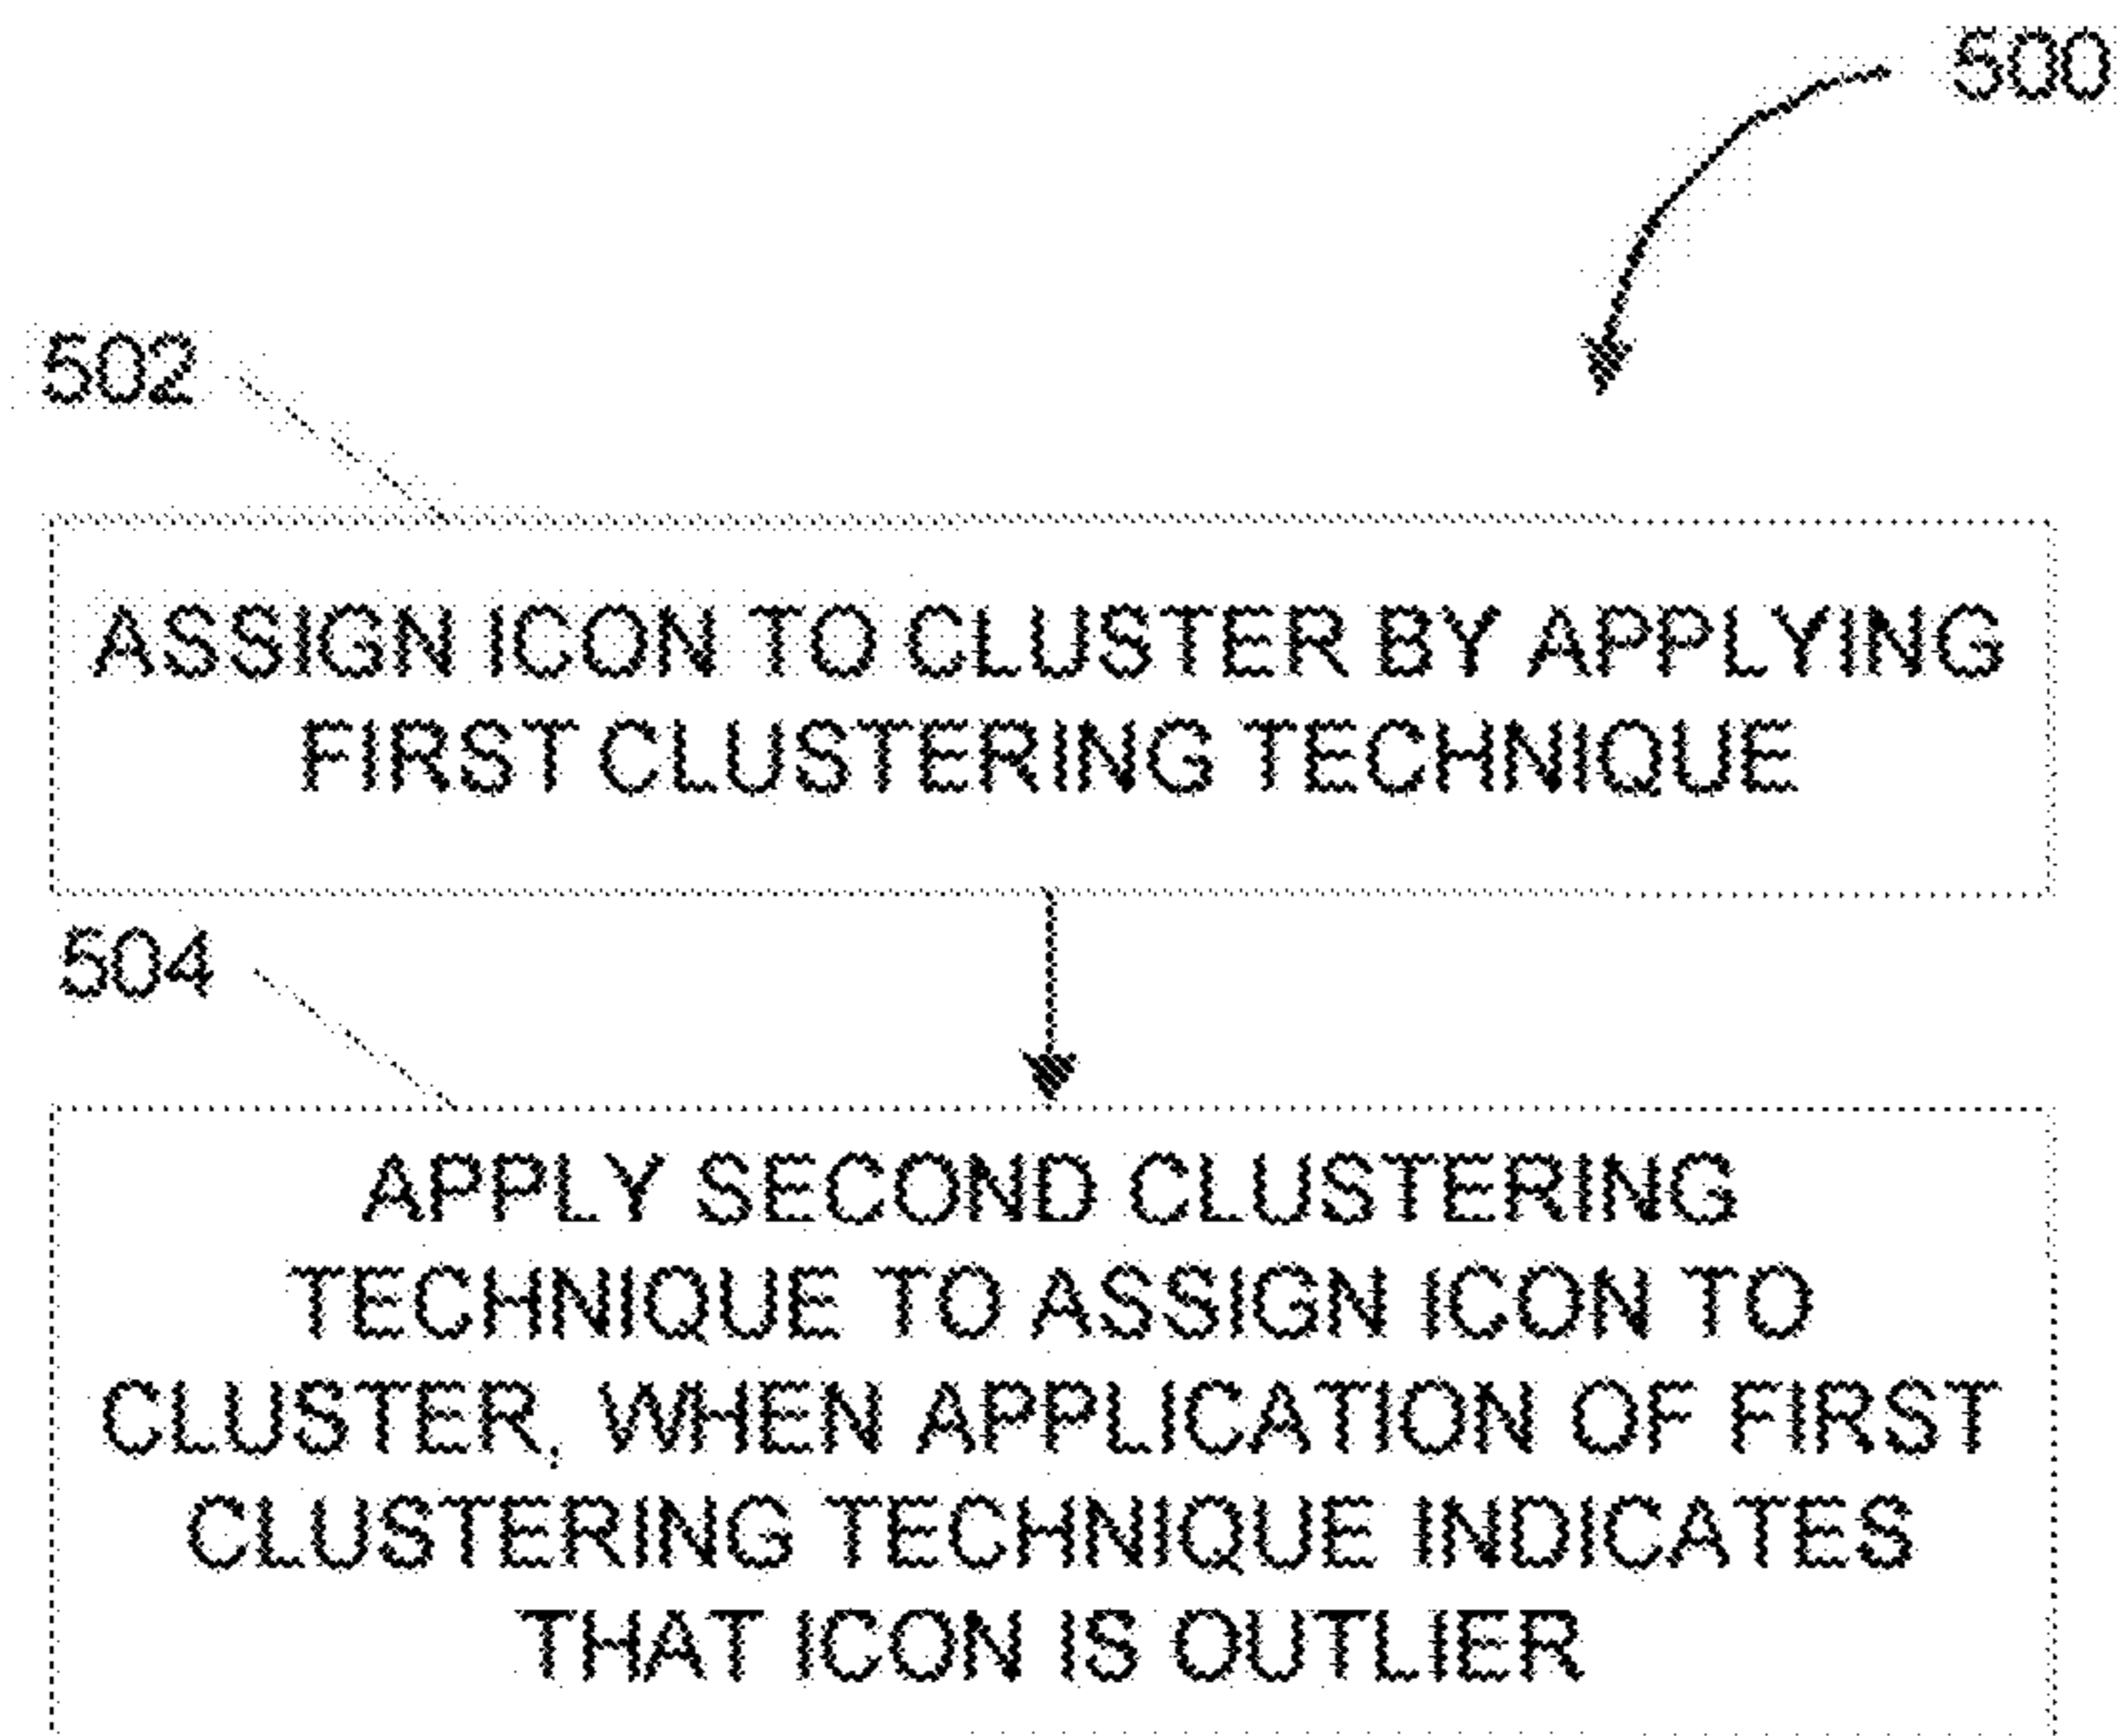 500
502
ASSIGN ICON TO CLUSTER BY APPLYING
FIRST CLUSTERING TECHNIQUE
504
APPLY SECOND CLUSTERING
TECHNIQUE TO ASSIGN ICON TO
CLUSTER, WHEN APPLICATION OF FIRST
CLUSTERING TECHNIQUE INDICATES
THAT ICON IS OUTLIER